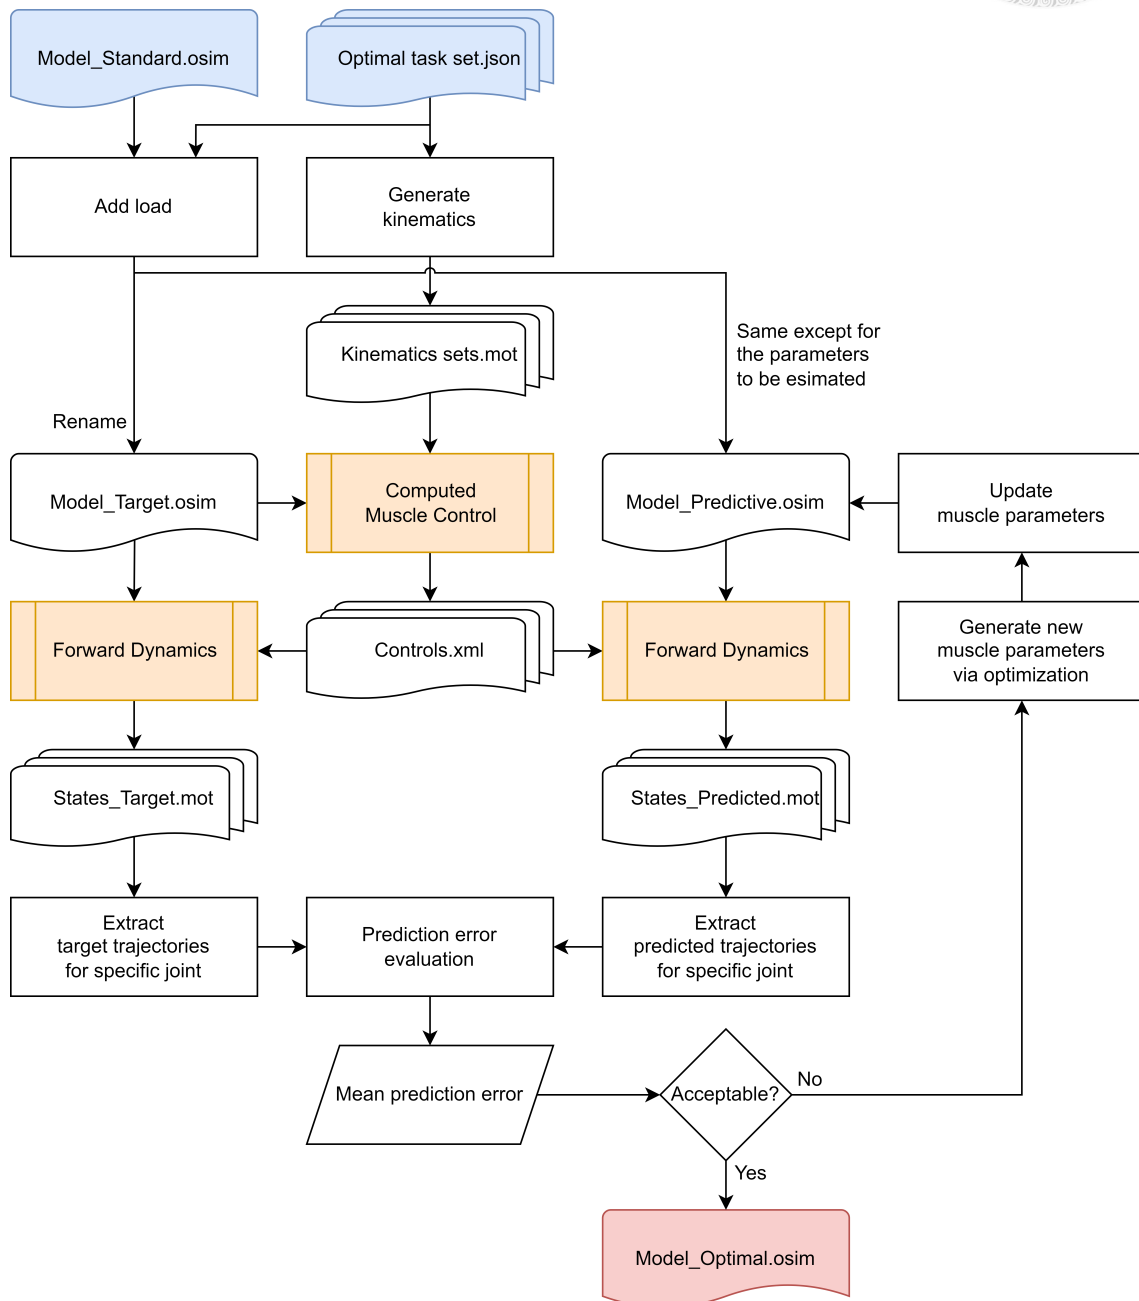 Model_Standard.osim
Optimal task set.json
Add load
Generate
kinematics
Same except for
the parameters
to be esimated
Kinematics sets.mot
Rename
Model_Target.osim
Computed
Muscle Control
Model_Predictive.osim
Update
muscle parameters
Forward Dynamics
Controls.xml
Forward Dynamics
Generate new
muscle parameters
via optimization
States_Target.mot
States_Predicted.mot
Extract
target trajectories
for specific joint
Prediction error
evaluation
Extract
predicted trajectories
for specific joint
Mean prediction error
Acceptable?
No
Yes
Model_Optimal.osim